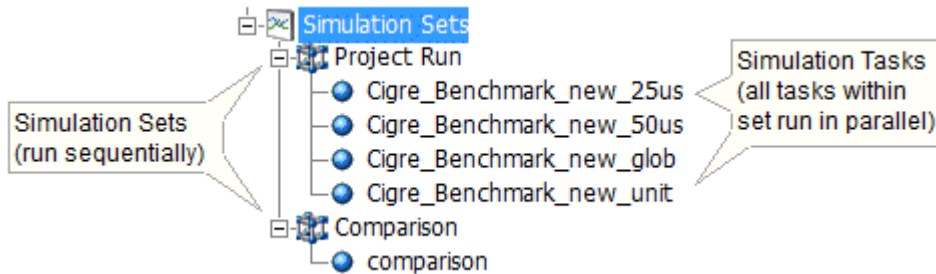 Simulation Sets
Project Run
Cigre_Benchmark_new_25us
Cigre_Benchmark_new_50us
Cigre_Benchmark_new_glob
Cigre_Benchmark_new_unit
Comparison
comparison
Simulation Sets
(run sequentially)
Simulation Tasks
(all tasks within
set run in parallel)